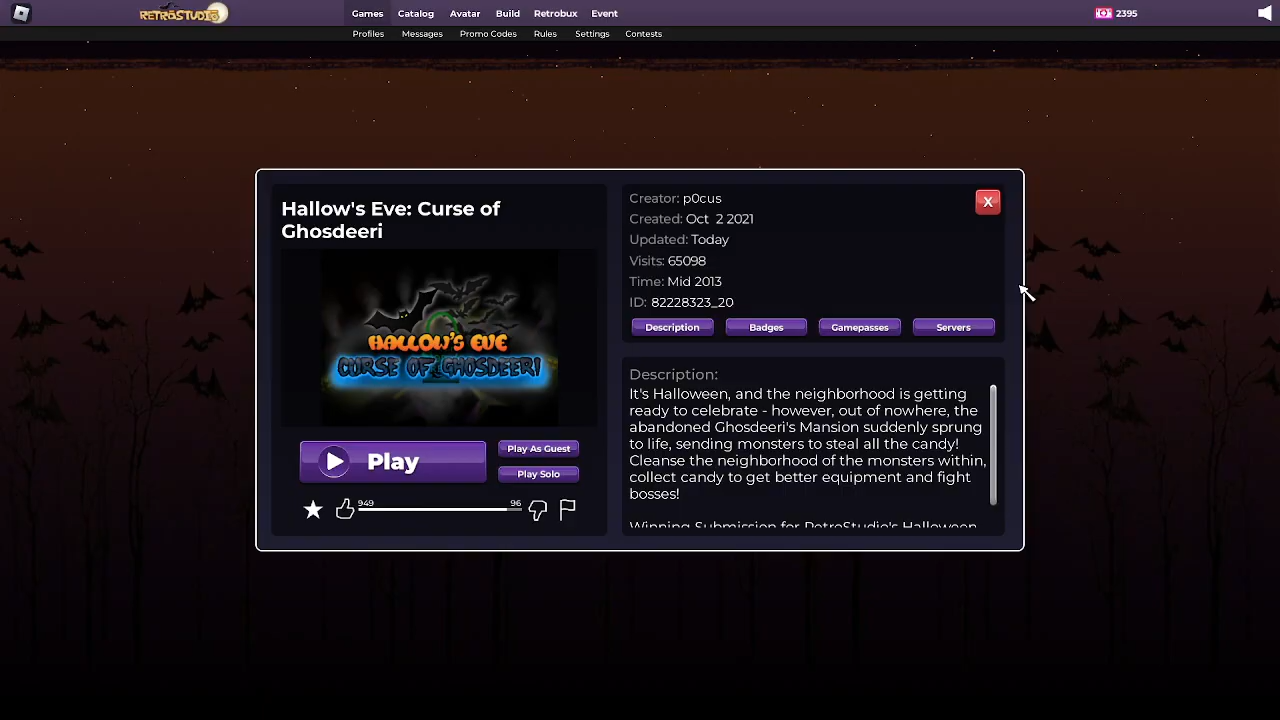 RETROSTUDIO
Games Catalog Avatar Build Retrobux Event
2395
Profiles Messages Promo Codes Rules Settings Contests
Hallow's Eve: Curse of
Ghosdeeri
HALLOW'S EVE
CURSE OF GHOSDEERI
Play
Play As Guest
Play Solo
949
96
Creator: p0cus
X
Created: Oct 2 2021
Updated: Today
Visits: 65098
Time: Mid 2013
ID: 82228323_20
Description Badges Gamepasses Servers
Description:
It's Halloween, and the neighborhood is getting
ready to celebrate - however, out of nowhere, the
abandoned Ghosdeeri's Mansion suddenly sprung
to life, sending monsters to steal all the candy!
Cleanse the neighborhood of the monsters within,
collect candy to get better equipment and fight
bosses!
Winning Submission for RetroStudio's Halloween